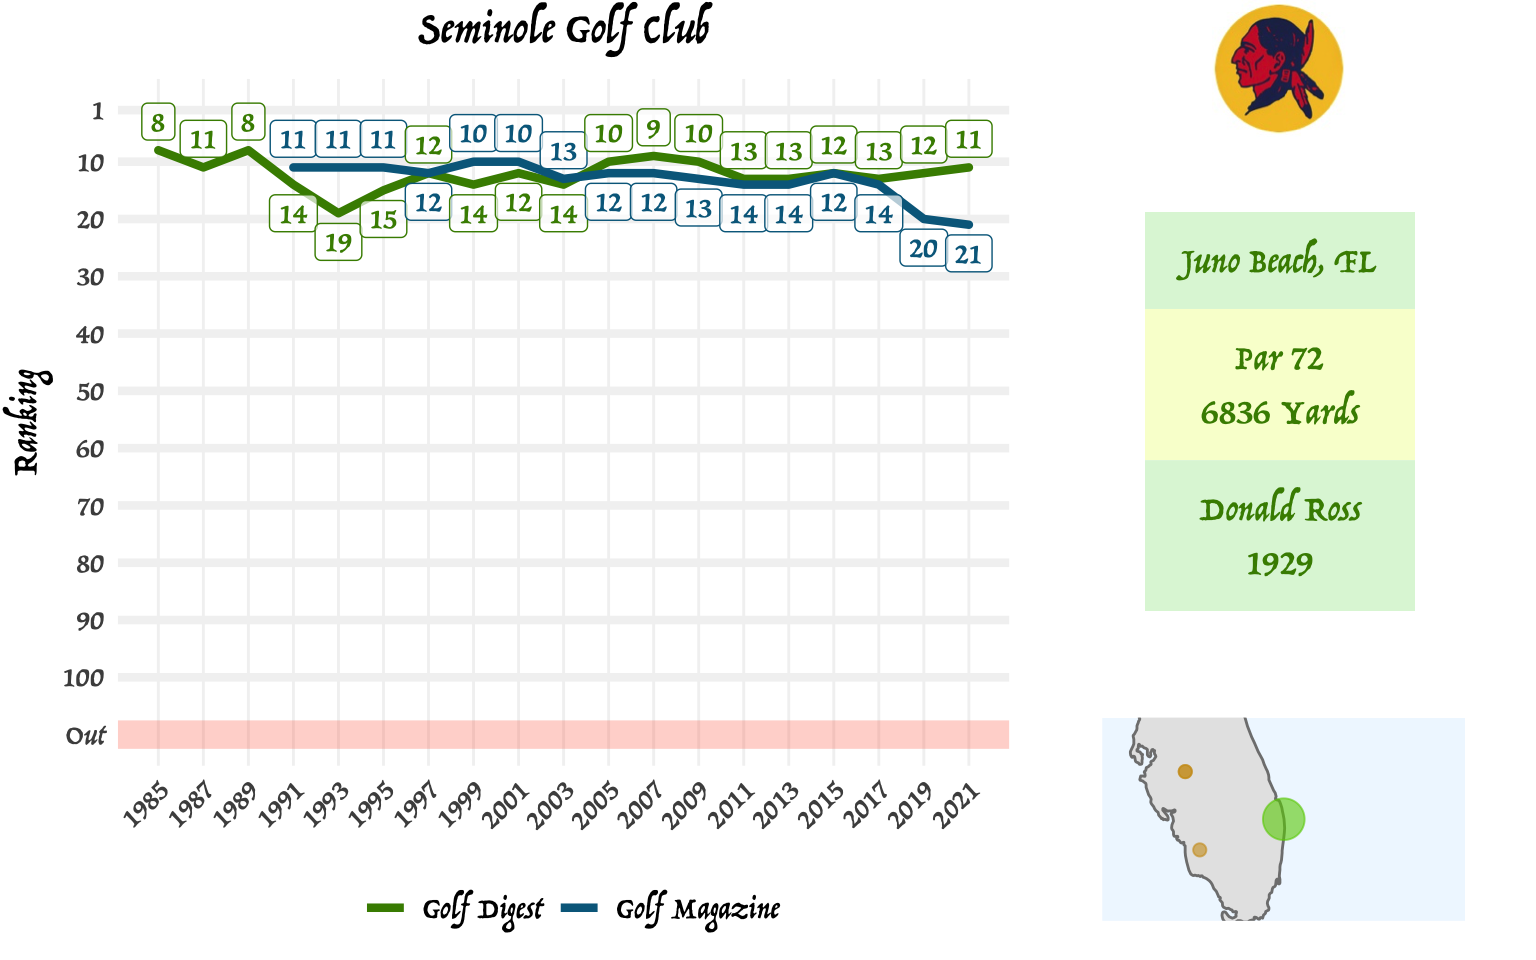 Seminole Golf Club
Ranking
1
10
20
30
40
50
60
70
80
90
100
Out
8 11 8 11 11 11 12 10 10 13 10 9 10 13 13 12 13 12 11
14 19 15 12 14 12 14 12 12 13 14 14 12 14 20 21
1985 1987 1989 1991 1993 1995 1997 1999 2001 2003 2005 2007 2009 2011 2013 2015 2017 2019 2021
Golf Digest Golf Magazine
Juno Beach, FL
Par 72
6836 Yards
Donald Ross
1929